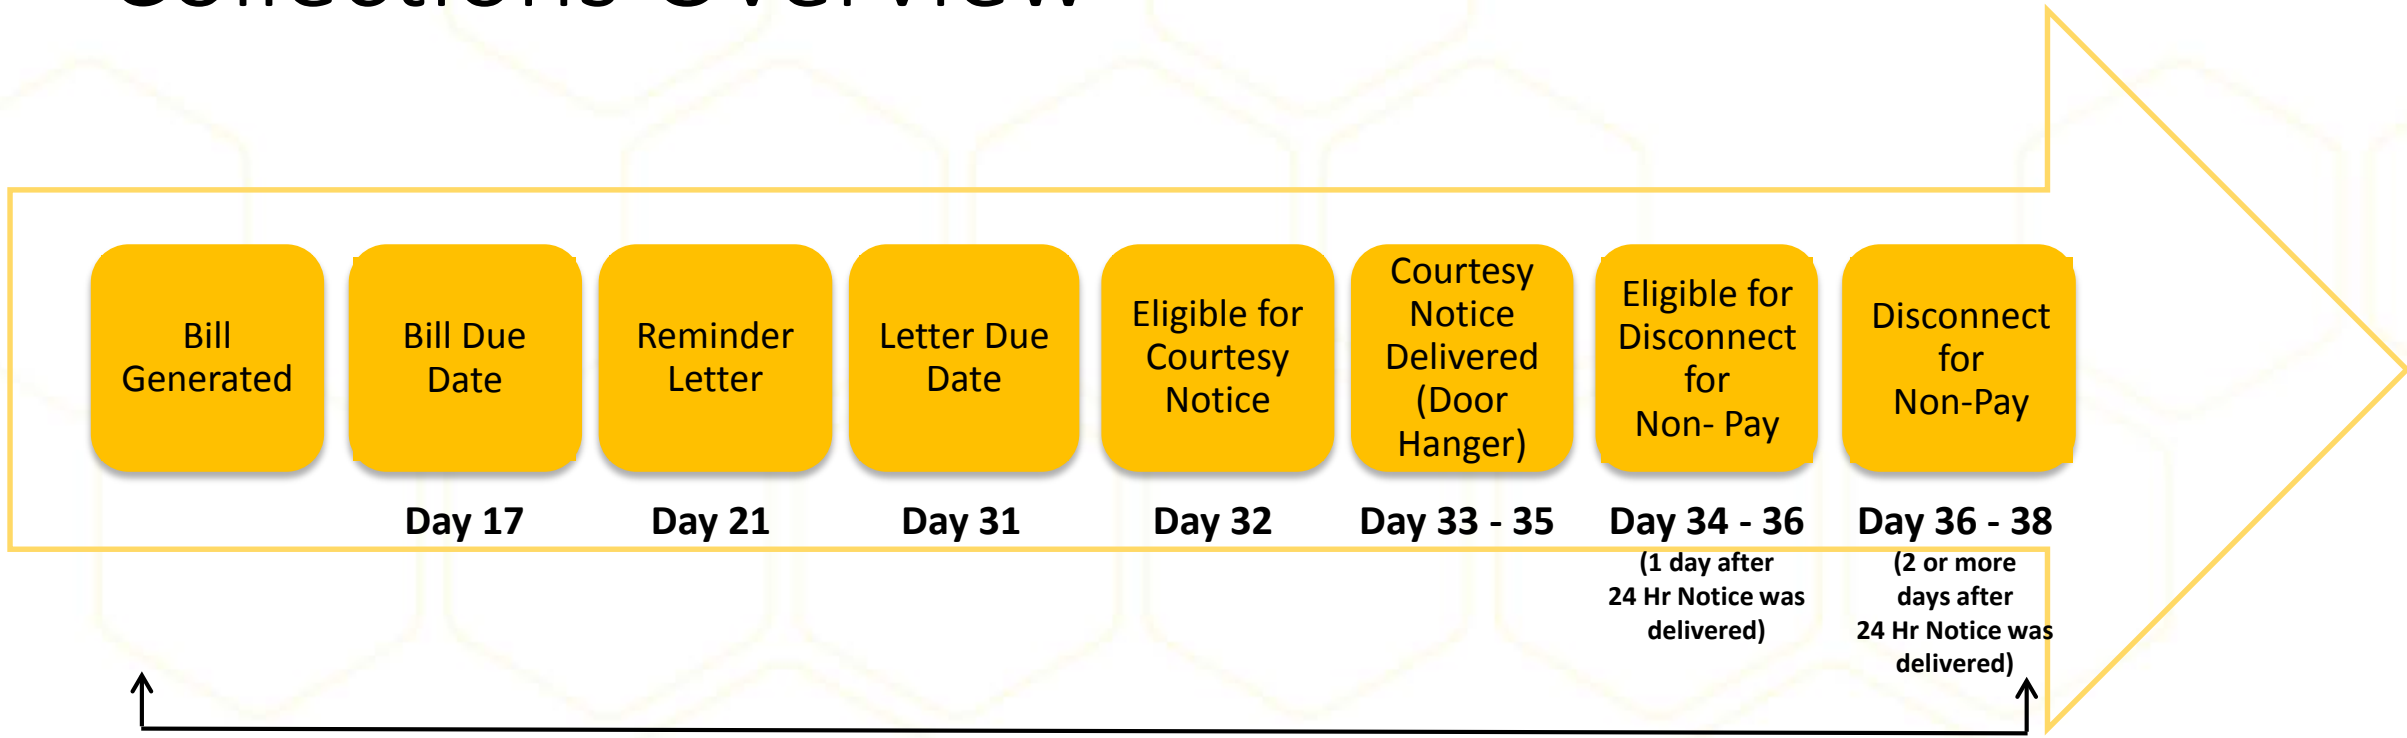 Collections Overview
Bill
Generated
Bill Due
Date
Reminder
Letter
Letter Due
Date
Eligible for
Courtesy
Notice
Courtesy
Notice
Delivered
(Door
Hanger)
Eligible for
Disconnect
for
Non- Pay
Disconnect
for
Non-Pay
Day 17
Day 21
Day 31
Day 32
Day 33 - 35
Day 34 - 36
(1 day after
24 Hr Notice was
delivered)
Day 36 - 38
(2 or more
days after
24 Hr Notice was
delivered)